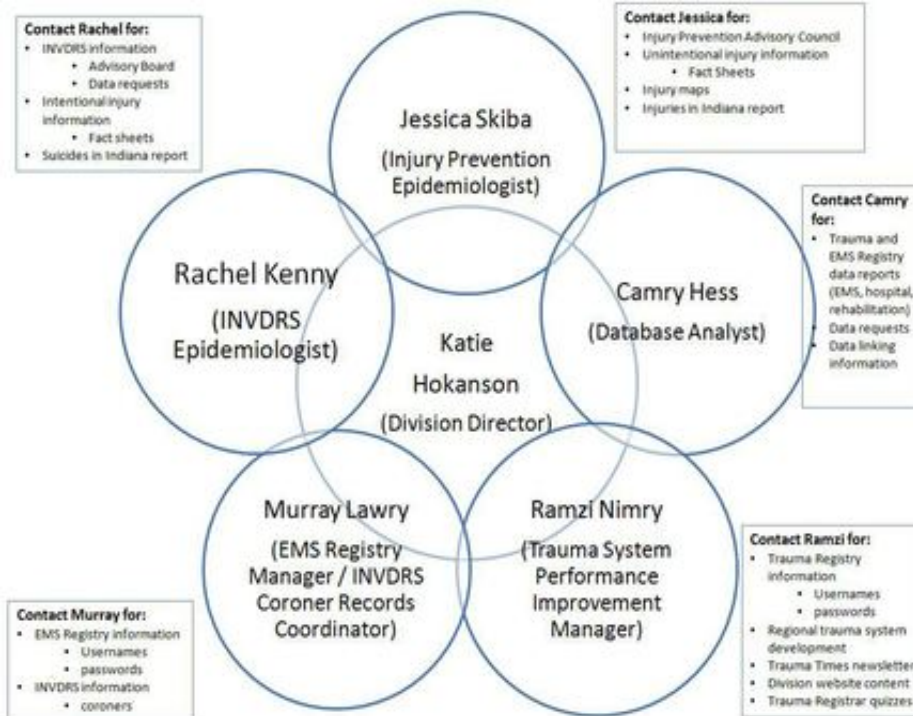 Contact Rachel for:
• INVDRS information
• Advisory Board
• Data requests
• Intentional injury
information
• Fact sheets
• Suicides in Indiana report
Contact Jessica for:
• Injury Prevention Advisory Council
• Unintentional injury information
• Fact Sheets
• Injury maps
• Injuries in Indiana report
Jessica Skiba
(Injury Prevention
Epidemiologist)
Rachel Kenny
(INVDRS
Epidemiologist)
Camry Hess
(Database Analyst)
Contact Camry
for:
• Trauma and
EMS Registry
data reports
(EMS, hospital,
rehabilitation)
• Data requests
• Data linking
information
Katie
Hokanson
(Division Director)
Murray Lawry
(EMS Registry
Manager / INVDRS
Coroner Records
Coordinator)
Ramzi Nimry
(Trauma System
Performance
Improvement
Manager)
Contact Murray for:
• EMS Registry information
• Usernames
• passwords
• INVDRS information
• coroners
Contact Ramzi for:
• Trauma Registry
information
• Usernames
• passwords
• Regional trauma system
development
• Trauma Times newsletter
• Division website content
• Trauma Registrar quizzes